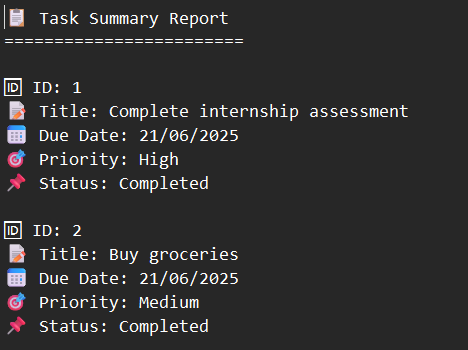 📋 Task Summary Report
========================
🆔 ID: 1
📝 Title: Complete internship assessment
📅 Due Date: 21/06/2025
🎯 Priority: High
📌 Status: Completed
🆔 ID: 2
📝 Title: Buy groceries
📅 Due Date: 21/06/2025
🎯 Priority: Medium
📌 Status: Completed